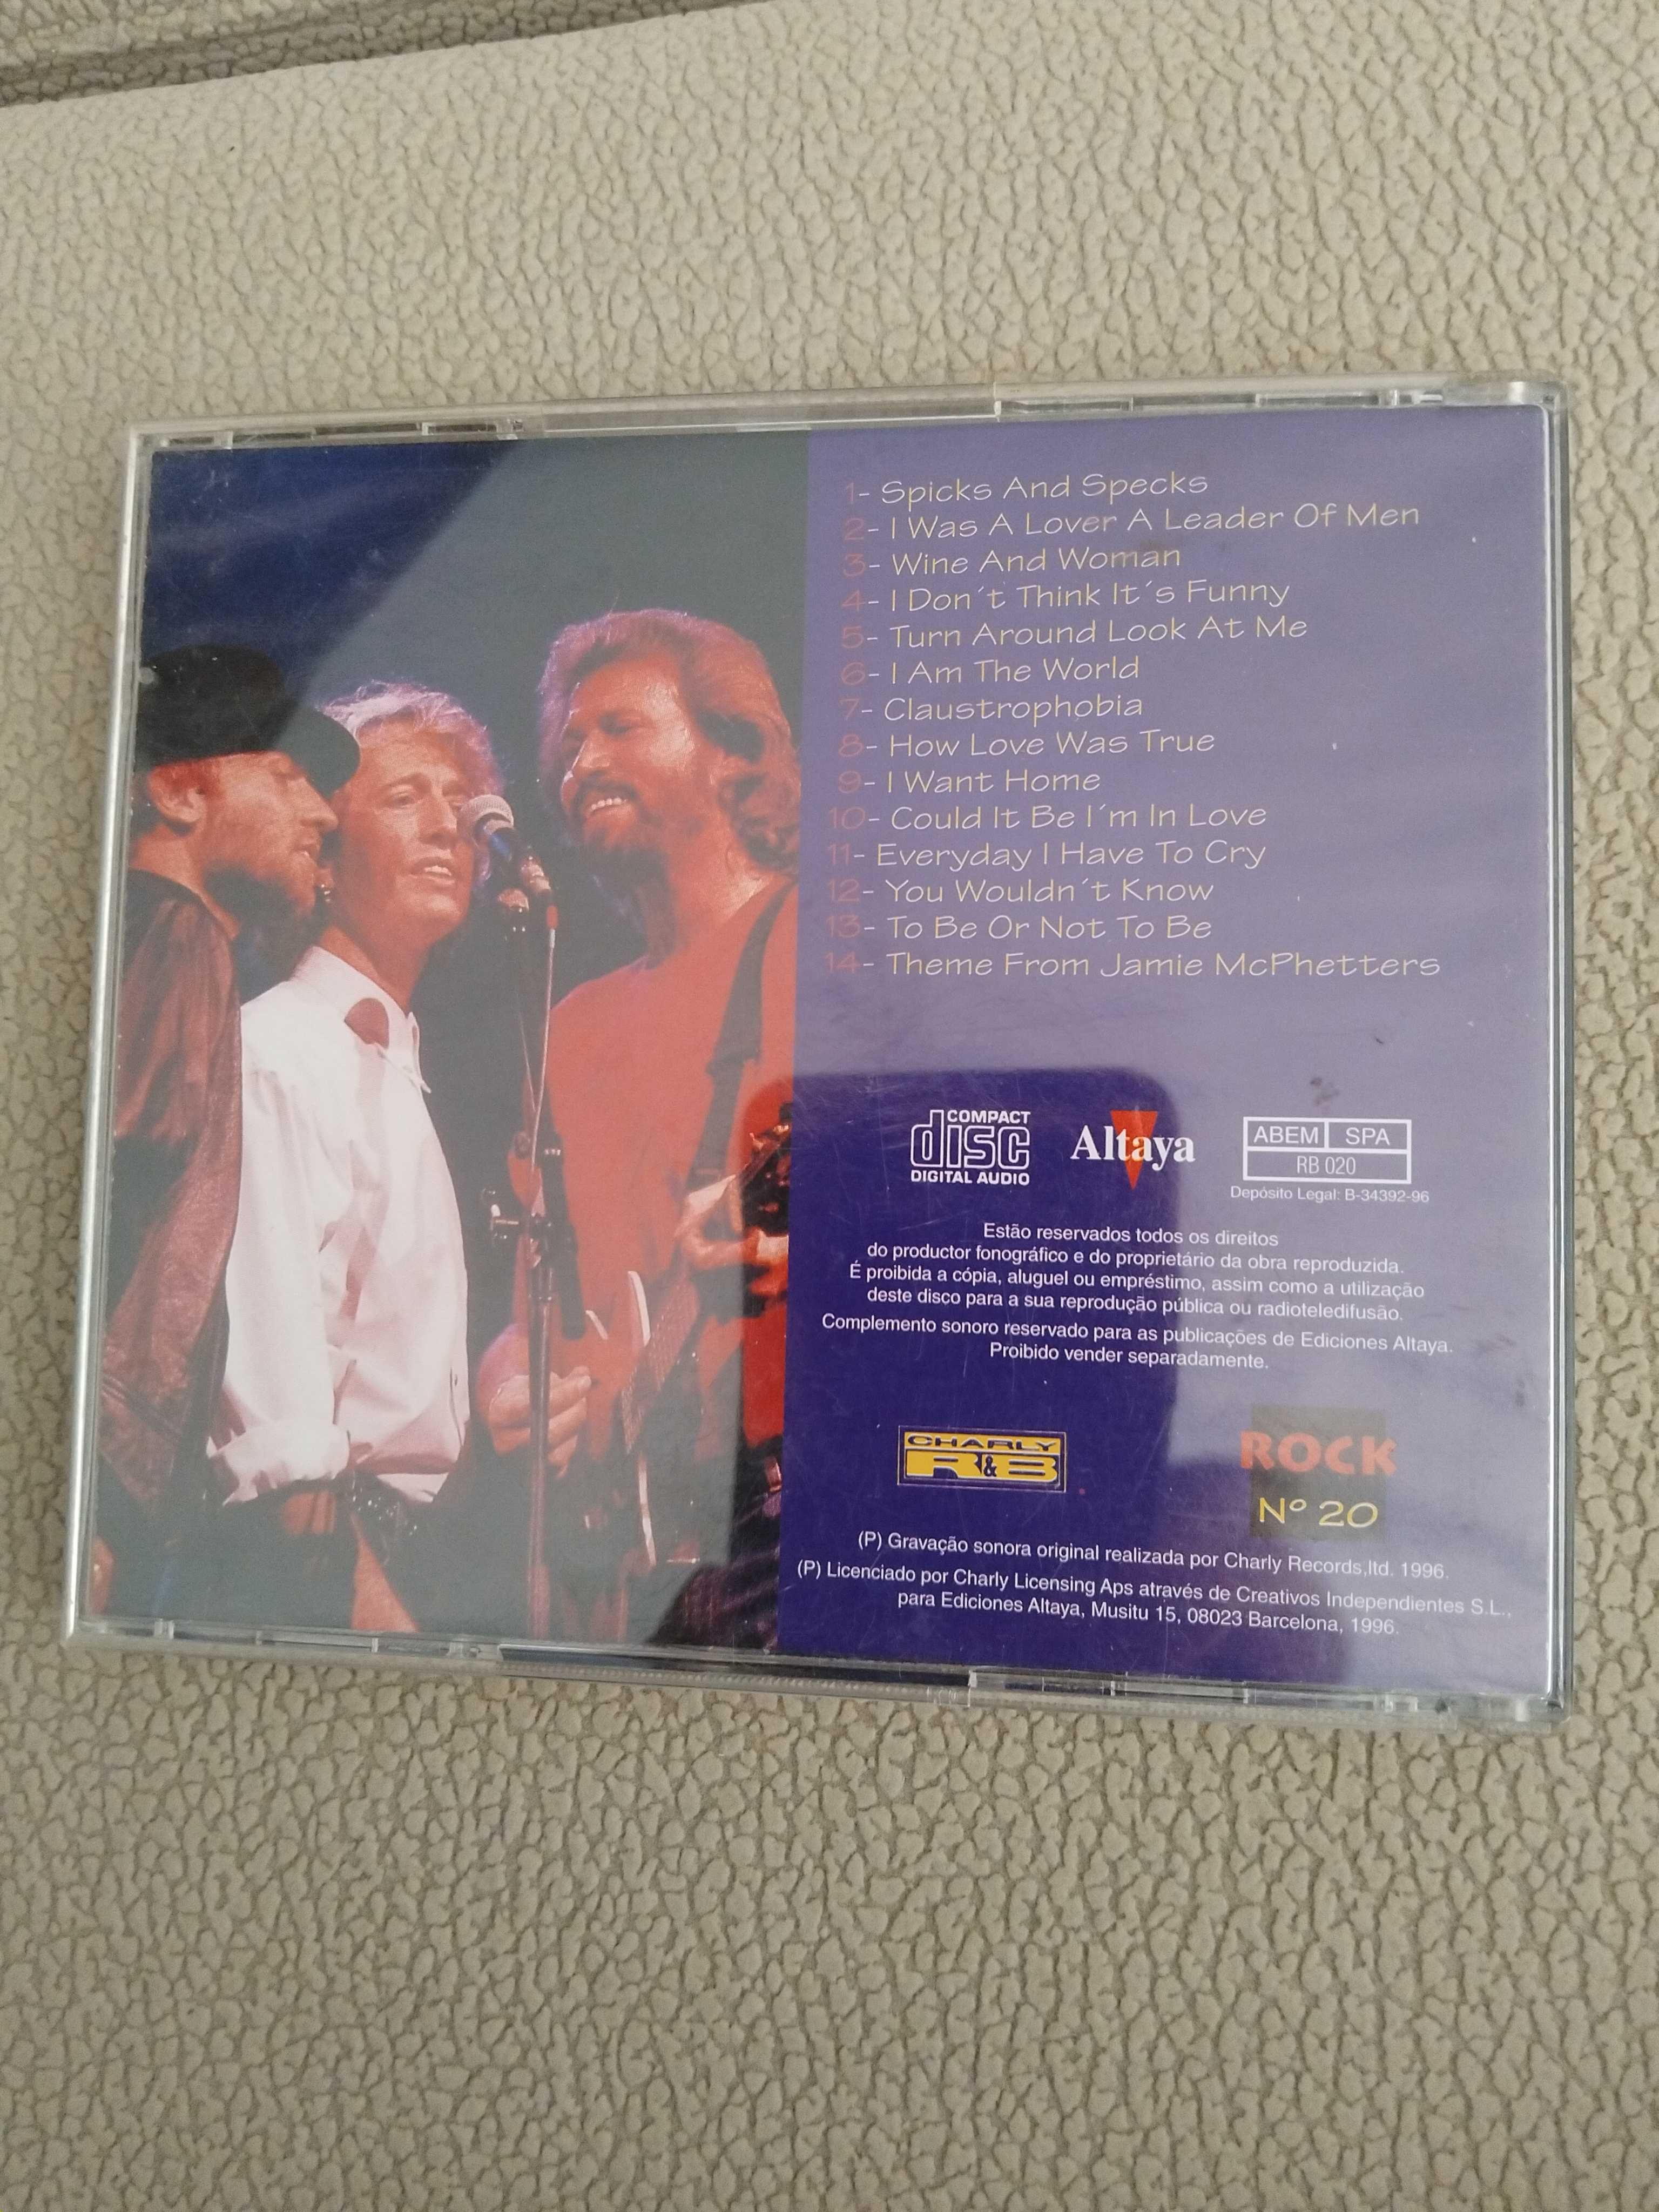 1- Spicks And Specks
2- I Was A Lover A Leader Of Men
3- Wine And Woman
4- I Don´t Think It´s Funny
5- Turn Around Look At Me
6- I Am The World
7- Claustrophobia
8- How Love Was True
9- I Want Home
10- Could It Be I´m In Love
11- Everyday I Have To Cry
12- You Wouldn´t Know
13- To Be Or Not To Be
14- Theme From Jamie McPhetters
COMPACT
disc
DIGITAL AUDIO
Altaya
ABEM SPA
RB 020
Depósito Legal: B-34392-96
Estão reservados todos os direitos
do productor fonográfico e do proprietário da obra reproduzida.
É proibida a cópia, aluguel ou empréstimo, assim como a utilização
deste disco para a sua reprodução pública ou radioteledifusão.
Complemento sonoro reservado para as publicações de Ediciones Altaya.
Proibido vender separadamente.
CHARLY
R&B
ROCK
Nº 20
(P) Gravação sonora original realizada por Charly Records,ltd. 1996.
(P) Licenciado por Charly Licensing Aps através de Creativos Independientes S.L.,
para Ediciones Altaya, Musitu 15, 08023 Barcelona, 1996.